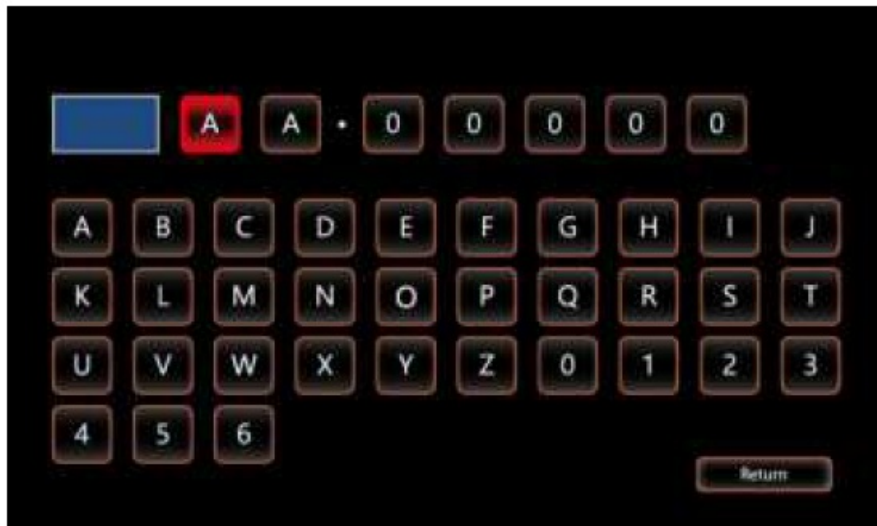 A A · 0 0 0 0 0
A B C D E F G H I J
K L M N O P Q R S T
U V W X Y Z 0 1 2 3
4 5 6
Return